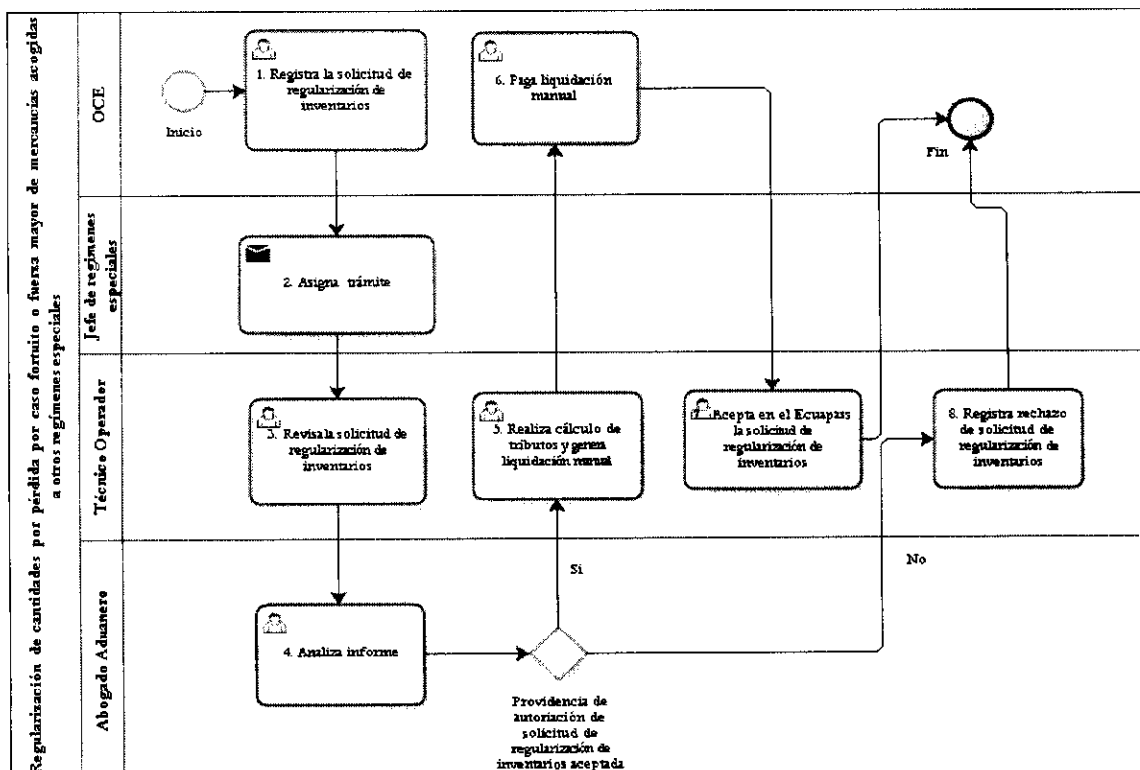 Regularización de cantidades por pérdida por caso fortuito o fuerza mayor de mercancías acogidas
a otros regímenes especiales
OCE
Inicio
1. Registra la solicitud de
regularización de
inventarios
6. Paga liquidación
manual
Fin
Jefe de regímenes
especiales
2. Asigna trámite
Técnico Operador
3. Revisa la solicitud de
regularización de
inventarios
5. Realiza cálculo de
tributos y genera
liquidación manual
7. Acepta en el Ecuapass
la solicitud de
regularización de
inventarios
8. Registra rechazo
de solicitud de
regularización de
inventarios
Abogado Aduanero
4. Analiza informe
Si
No
Providencia de
autoriación de
solicitud de
regularización de
inventarios aceptada